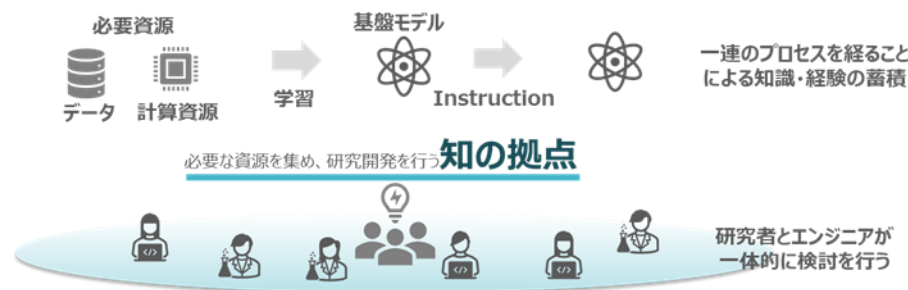 必要資源
データ
計算資源
学習
基盤モデル
Instruction
一連のプロセスを経ること
による知識・経験の蓄積
必要な資源を集め、研究開発を行う知の拠点
研究者とエンジニアが
一体的に検討を行う